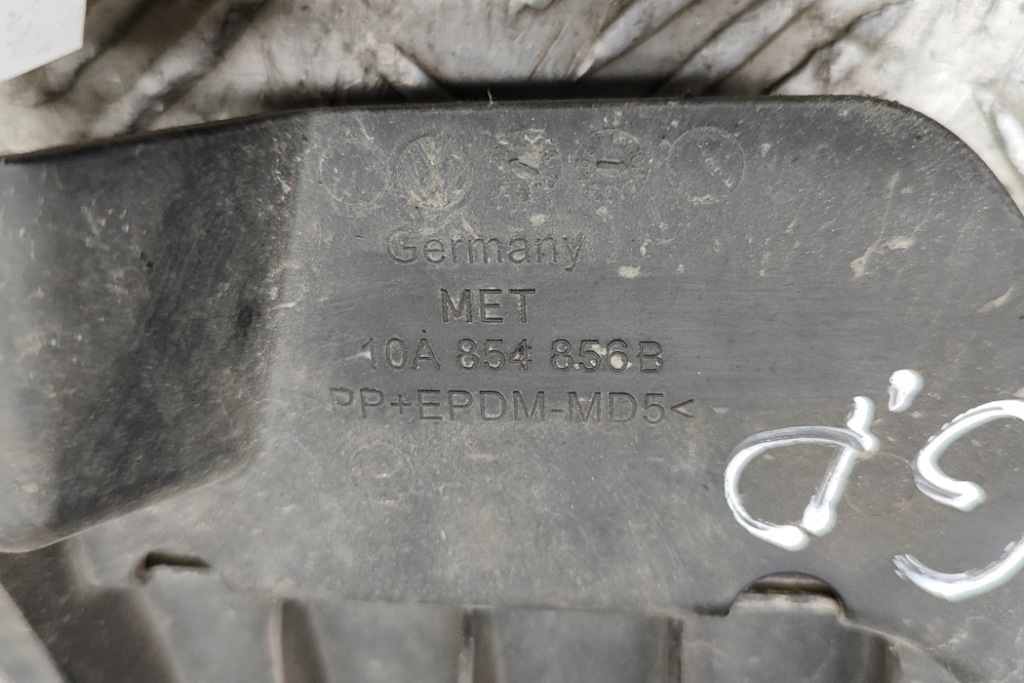 Germany
MET
10A 854 856B
>PP+EPDM-MD5<